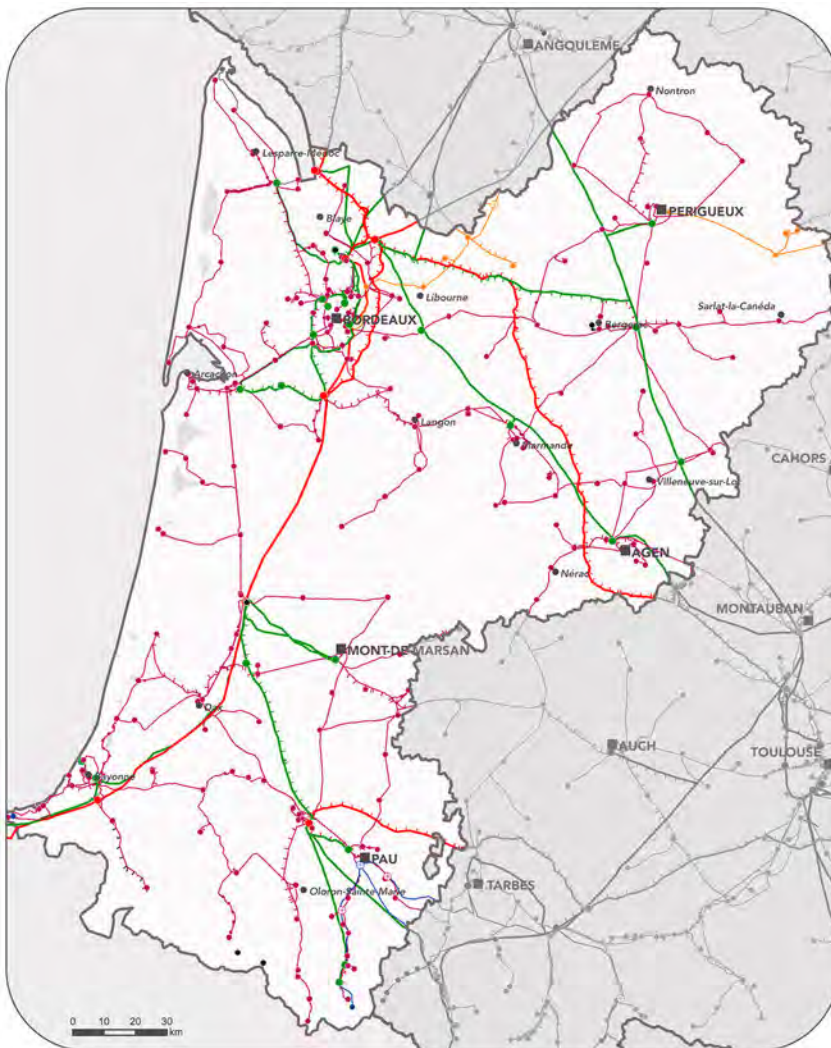 ANGOULEME
Nontron
Lesparre-Médoc
PERIGUEUX
Blaye
Libourne
Sarlat-la-Canéda
BORDEAUX
Bergerac
Arcachon
Langon
Marmande
CAHORS
Villeneuve-sur-Lot
AGEN
Nérac
MONTAUBAN
MONT-DE-MARSAN
Dax
AUCH
TOULOUSE
Bayonne
PAU
TARBES
Oloron-Sainte-Marie
0 10 20 30
km